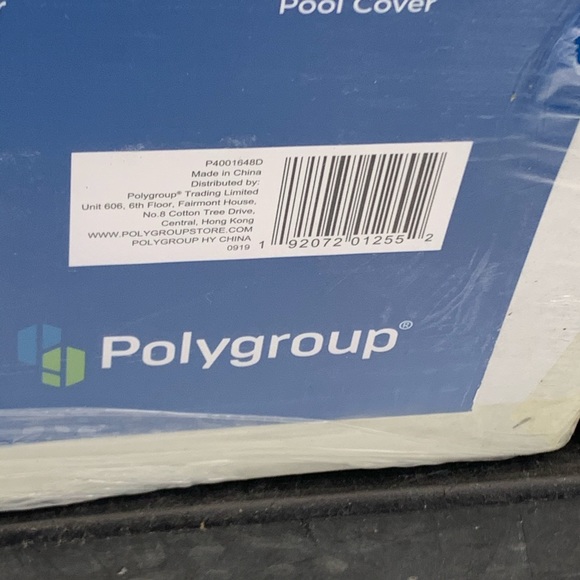 Pool Cover
P4001648D
Made in China
Distributed by:
Polygroup® Trading Limited
Unit 606, 6th Floor, Fairmont House,
No.8 Cotton Tree Drive,
Central, Hong Kong
WWW.POLYGROUPSTORE.COM
POLYGROUP HY CHINA
0919
1 92072 01255 2
Polygroup®